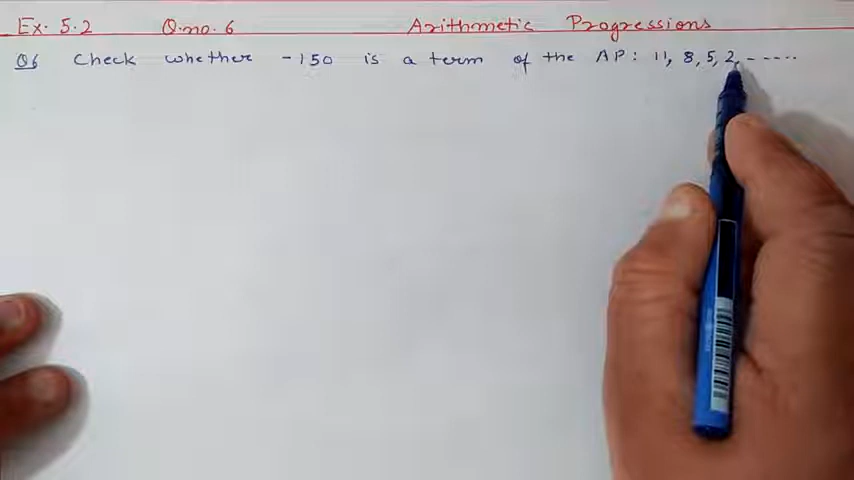 Ex. 5.2 Q.no. 6 Arithmetic Progressions
Q6 Check whether -150 is a term of the AP: 11, 8, 5, 2, ------